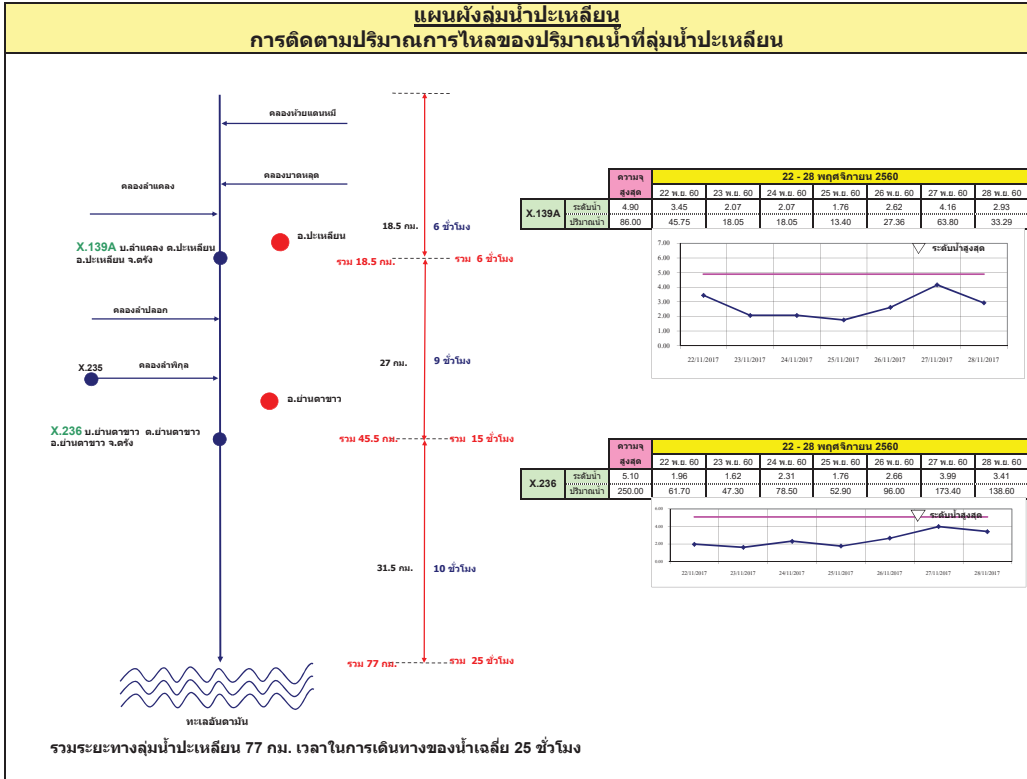 แผนผังลุ่มน้ำปะเหลียน
การติดตามปริมาณการไหลของปริมาณน้ำที่ลุ่มน้ำปะเหลียน
คลองห้วยแดนหมี
คลองบาตหลุด
คลองลำแคลง
18.5 กม. 6 ชั่วโมง
อ.ปะเหลียน
X.139A บ.ลำแคลง ต.ปะเหลียน
อ.ปะเหลียน จ.ตรัง
รวม 18.5 กม. รวม 6 ชั่วโมง
คลองลำปลอก
27 กม. 9 ชั่วโมง
X.235 คลองลำพิกุล
อ.ย่านตาขาว
X.236 บ.ย่านตาขาว ต.ย่านตาขาว
อ.ย่านตาขาว จ.ตรัง
รวม 45.5 กม. รวม 15 ชั่วโมง
31.5 กม. 10 ชั่วโมง
รวม 77 กม. รวม 25 ชั่วโมง
ทะเลอันดามัน
รวมระยะทางลุ่มน้ำปะเหลียน 77 กม. เวลาในการเดินทางของน้ำเฉลี่ย 25 ชั่วโมง
ความจุ 22 - 28 พฤศจิกายน 2560
สูงสุด 22 พ.ย. 60 23 พ.ย. 60 24 พ.ย. 60 25 พ.ย. 60 26 พ.ย. 60 27 พ.ย. 60 28 พ.ย. 60
X.139A ระดับน้ำ 4.90 3.45 2.07 2.07 1.76 2.62 4.16 2.93
ปริมาณน้ำ 86.00 45.75 18.05 18.05 13.40 27.36 63.80 33.29
ระดับน้ำสูงสุด
7.00
6.00
5.00
4.00
3.00
2.00
1.00
0.00
22/11/2017 23/11/2017 24/11/2017 25/11/2017 26/11/2017 27/11/2017 28/11/2017
ความจุ 22 - 28 พฤศจิกายน 2560
สูงสุด 22 พ.ย. 60 23 พ.ย. 60 24 พ.ย. 60 25 พ.ย. 60 26 พ.ย. 60 27 พ.ย. 60 28 พ.ย. 60
X.236 ระดับน้ำ 5.10 1.96 1.62 2.31 1.76 2.66 3.99 3.41
ปริมาณน้ำ 250.00 61.70 47.30 78.50 52.90 96.00 173.40 138.60
ระดับน้ำสูงสุด
6.00
4.00
2.00
0.00
22/11/2017 23/11/2017 24/11/2017 25/11/2017 26/11/2017 27/11/2017 28/11/2017